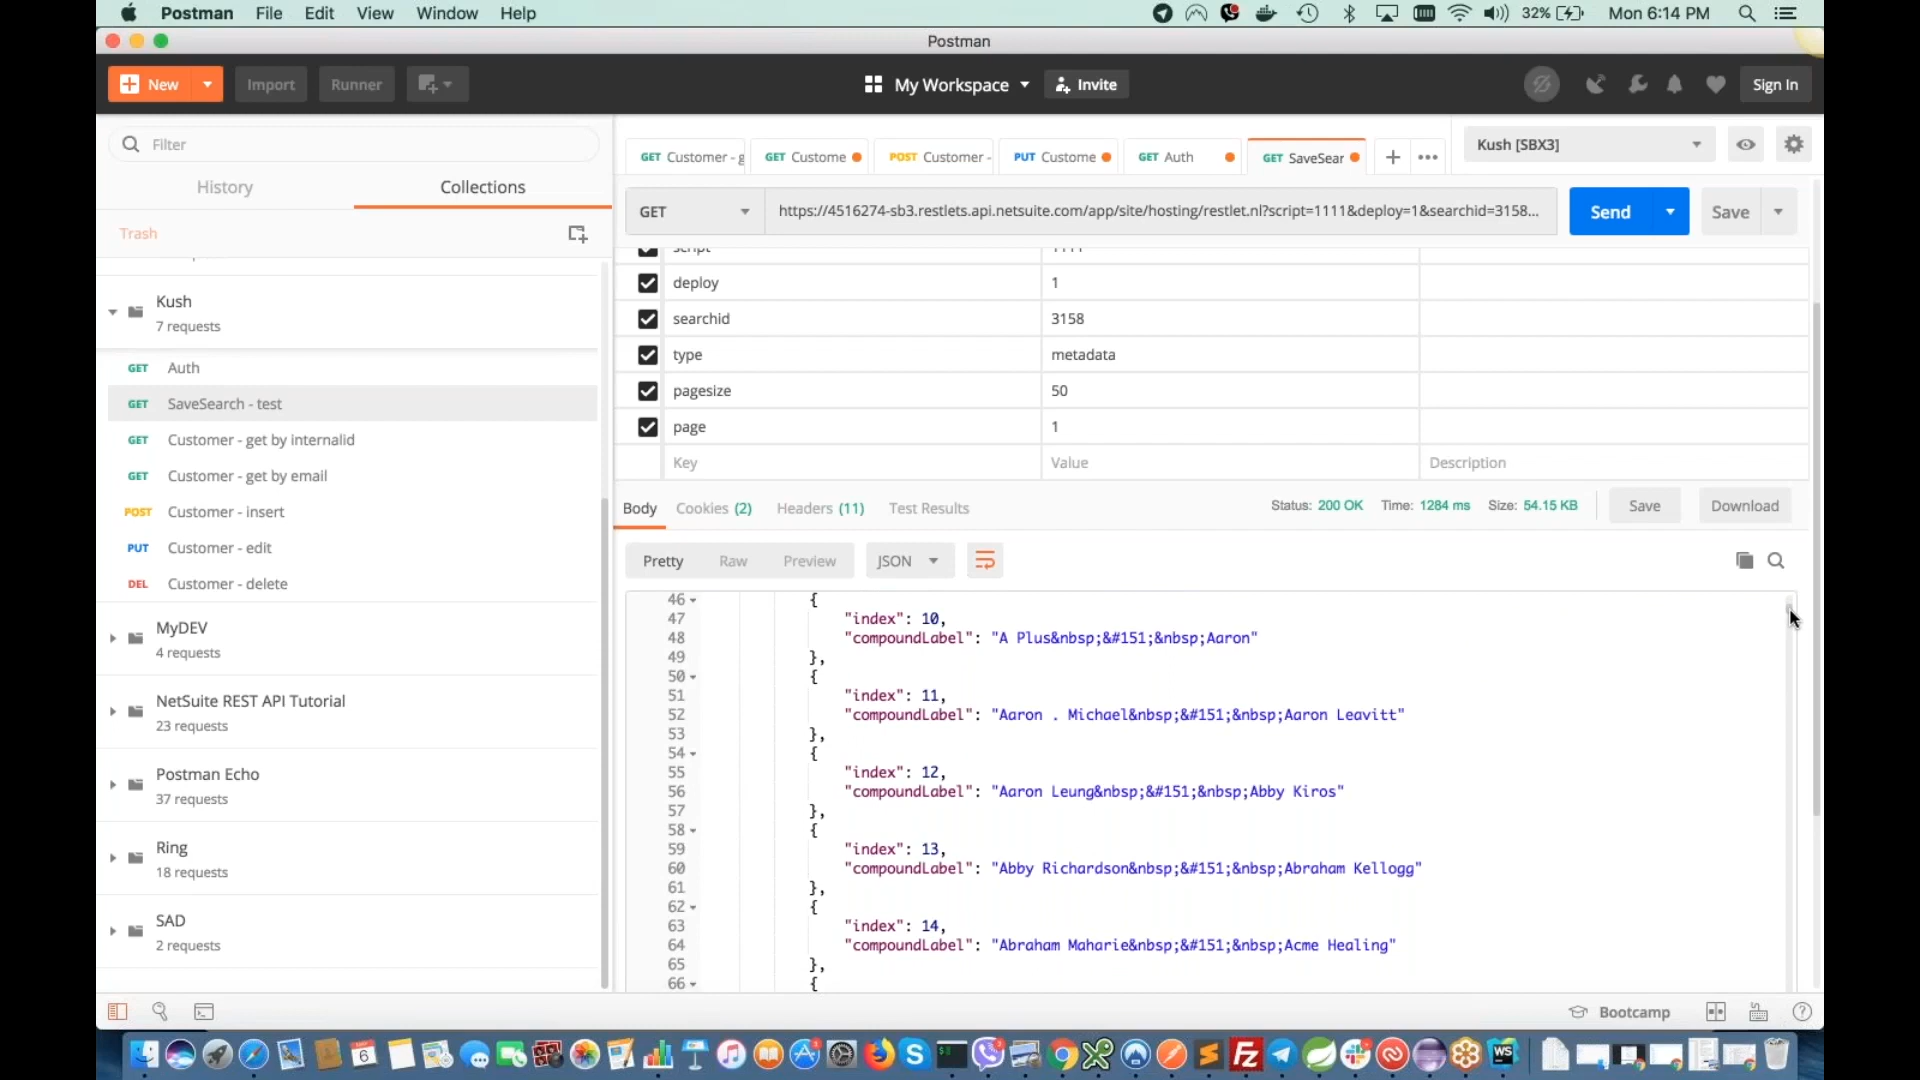 Postman File Edit View Window Help
32% Mon 6:14 PM
Postman
New Import Runner My Workspace Invite Sign In
Filter
History Collections
Trash
Kush
7 requests
GET Auth
GET SaveSearch - test
GET Customer - get by internalid
GET Customer - get by email
POST Customer - insert
PUT Customer - edit
DEL Customer - delete
MyDEV
4 requests
NetSuite REST API Tutorial
23 requests
Postman Echo
37 requests
Ring
18 requests
SAD
2 requests
GET Customer - g GET Custome POST Customer - PUT Custome GET Auth GET SaveSear
Kush [SBX3]
GET https://4516274-sb3.restlets.api.netsuite.com/app/site/hosting/restlet.nl?script=1111&deploy=1&searchid=3158... Send Save
script 1111
deploy 1
searchid 3158
type metadata
pagesize 50
page 1
Key Value Description
Body Cookies (2) Headers (11) Test Results Status: 200 OK Time: 1284 ms Size: 54.15 KB Save Download
Pretty Raw Preview JSON
46 {
47 "index": 10,
48 "compoundLabel": "A Plus&nbsp;&#151;&nbsp;Aaron"
49 },
50 {
51 "index": 11,
52 "compoundLabel": "Aaron . Michael&nbsp;&#151;&nbsp;Aaron Leavitt"
53 },
54 {
55 "index": 12,
56 "compoundLabel": "Aaron Leung&nbsp;&#151;&nbsp;Abby Kiros"
57 },
58 {
59 "index": 13,
60 "compoundLabel": "Abby Richardson&nbsp;&#151;&nbsp;Abraham Kellogg"
61 },
62 {
63 "index": 14,
64 "compoundLabel": "Abraham Maharie&nbsp;&#151;&nbsp;Acme Healing"
65 },
66 {
Bootcamp
6
WS